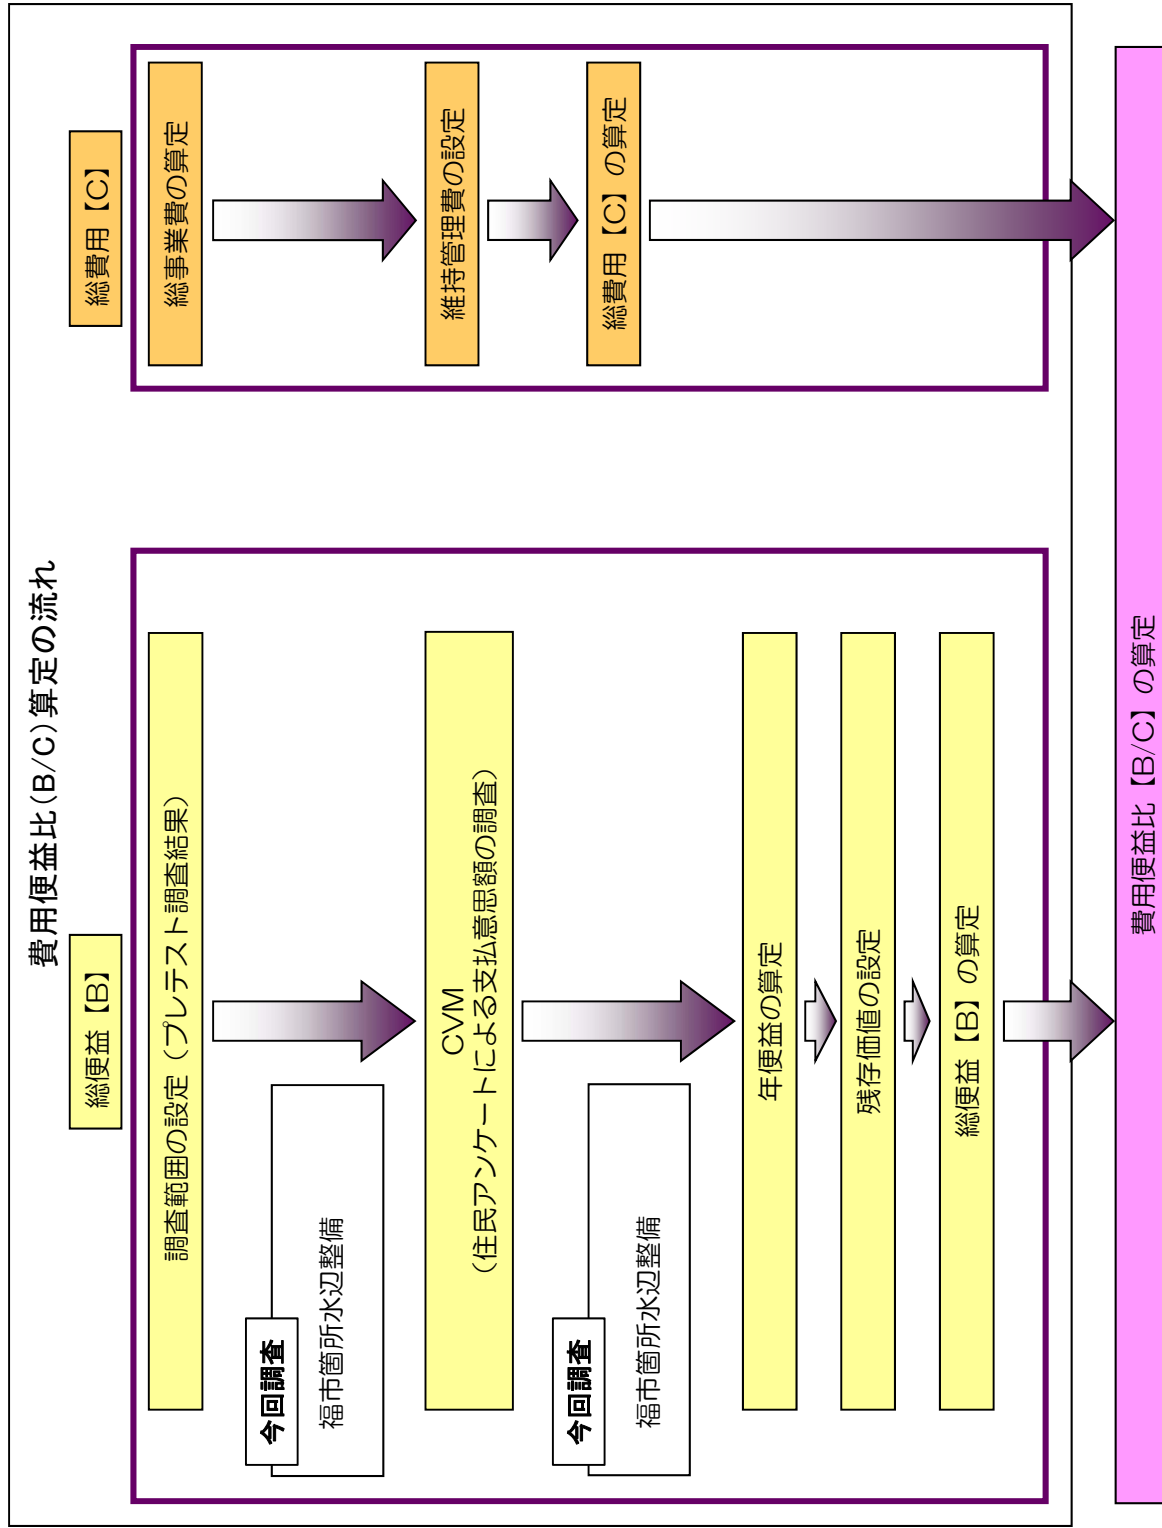 費用便益比(B/C)算定の流れ
総便益【B】
調査範囲の設定（プレテスト調査結果）
今回調査
福市箇所水辺整備
CVM
（住民アンケートによる支払意思額の調査）
今回調査
福市箇所水辺整備
年便益の算定
残存価値の設定
総便益【B】の算定
総費用【C】
総事業費の算定
維持管理費の設定
総費用【C】の算定
費用便益比【B/C】の算定